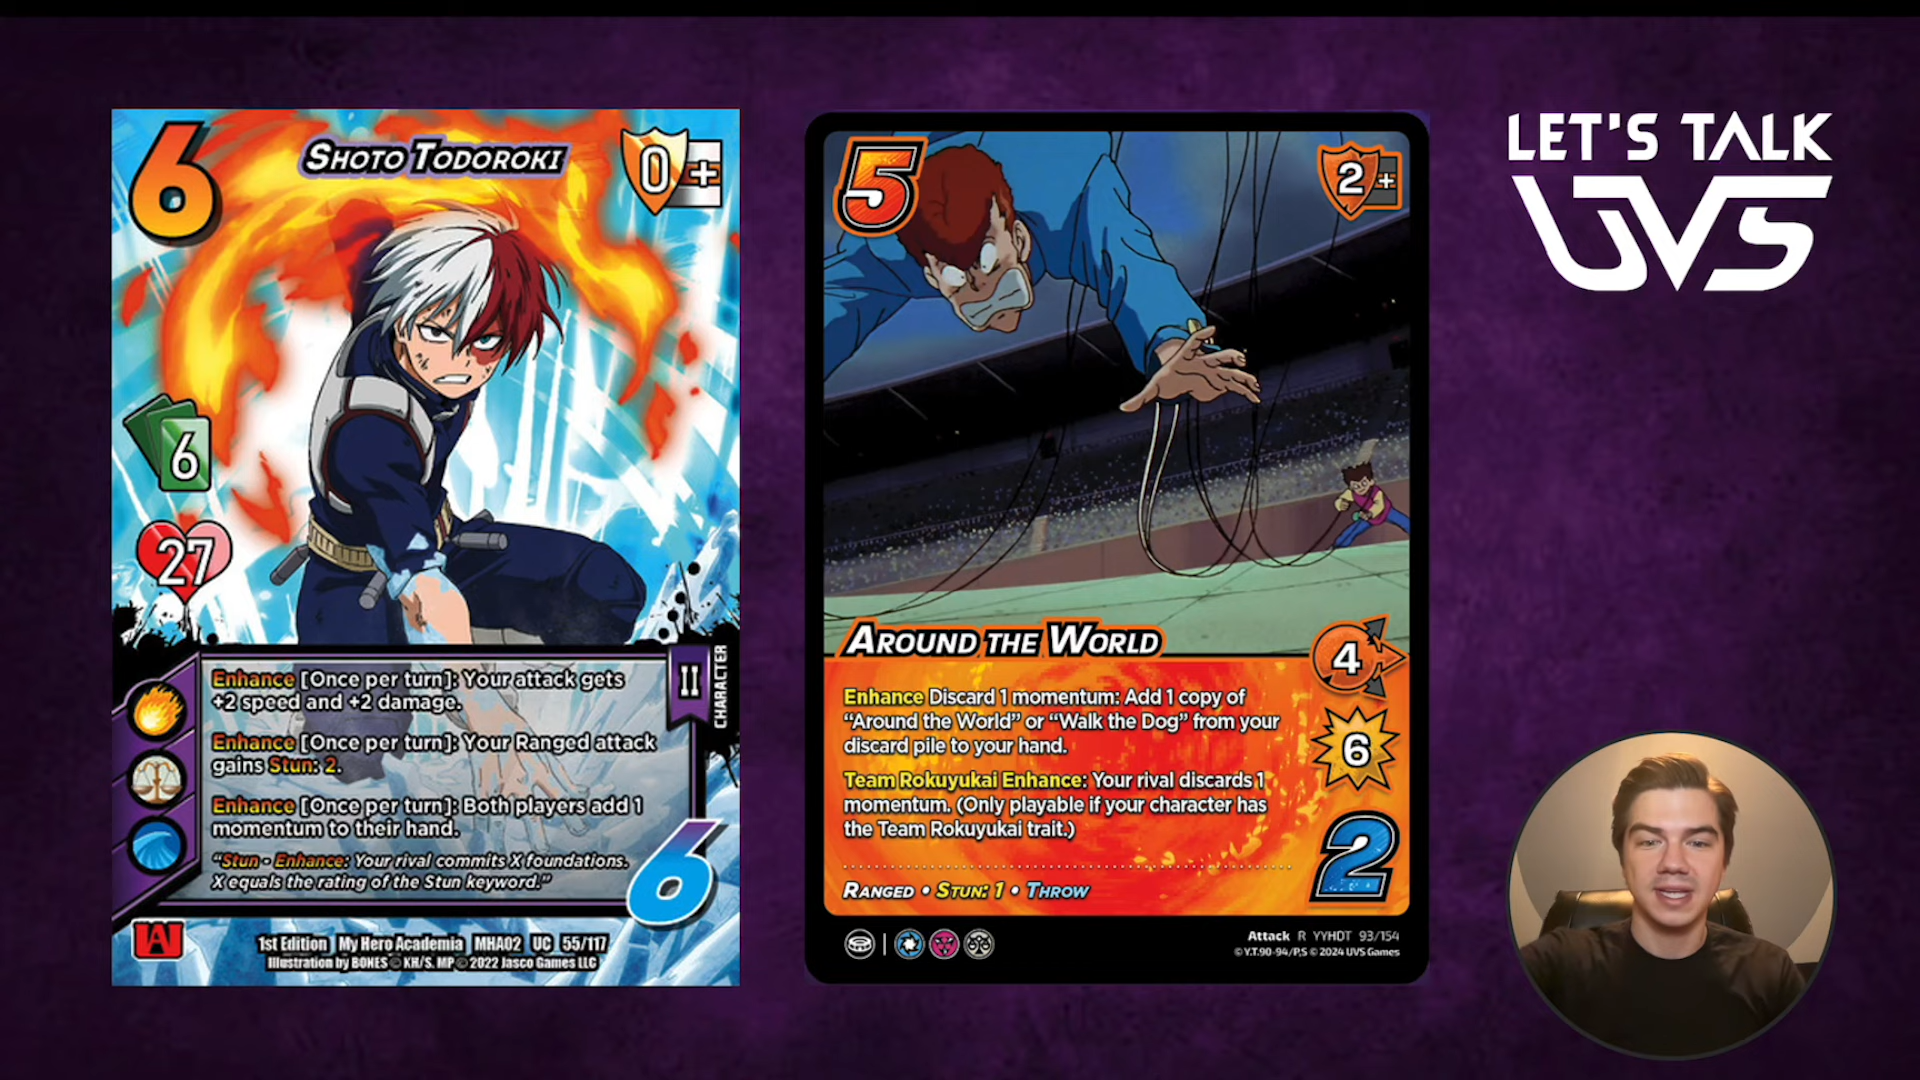 6
SHOTO TODOROKI
0 +
6
27
II
CHARACTER
Enhance [Once per turn]: Your attack gets
+2 speed and +2 damage.
Enhance [Once per turn]: Your Ranged attack
gains Stun: 2.
Enhance [Once per turn]: Both players add 1
momentum to their hand.
"Stun - Enhance: Your rival commits X foundations.
X equals the rating of the Stun keyword."
6
1st Edition My Hero Academia MHA02 UC 55/117
Illustration by BONES © KH/S. MP © 2022 Jasco Games LLC
5
2 +
AROUND THE WORLD
4
Enhance Discard 1 momentum: Add 1 copy of
“Around the World” or “Walk the Dog” from your
discard pile to your hand.
6
Team Rokuyukai Enhance: Your rival discards 1
momentum. (Only playable if your character has
the Team Rokuyukai trait.)
2
RANGED • STUN: 1 • THROW
Attack R YYHDT 93/154
© Y.T.90-94/P,S © 2024 UVS Games
LET'S TALK
UVS